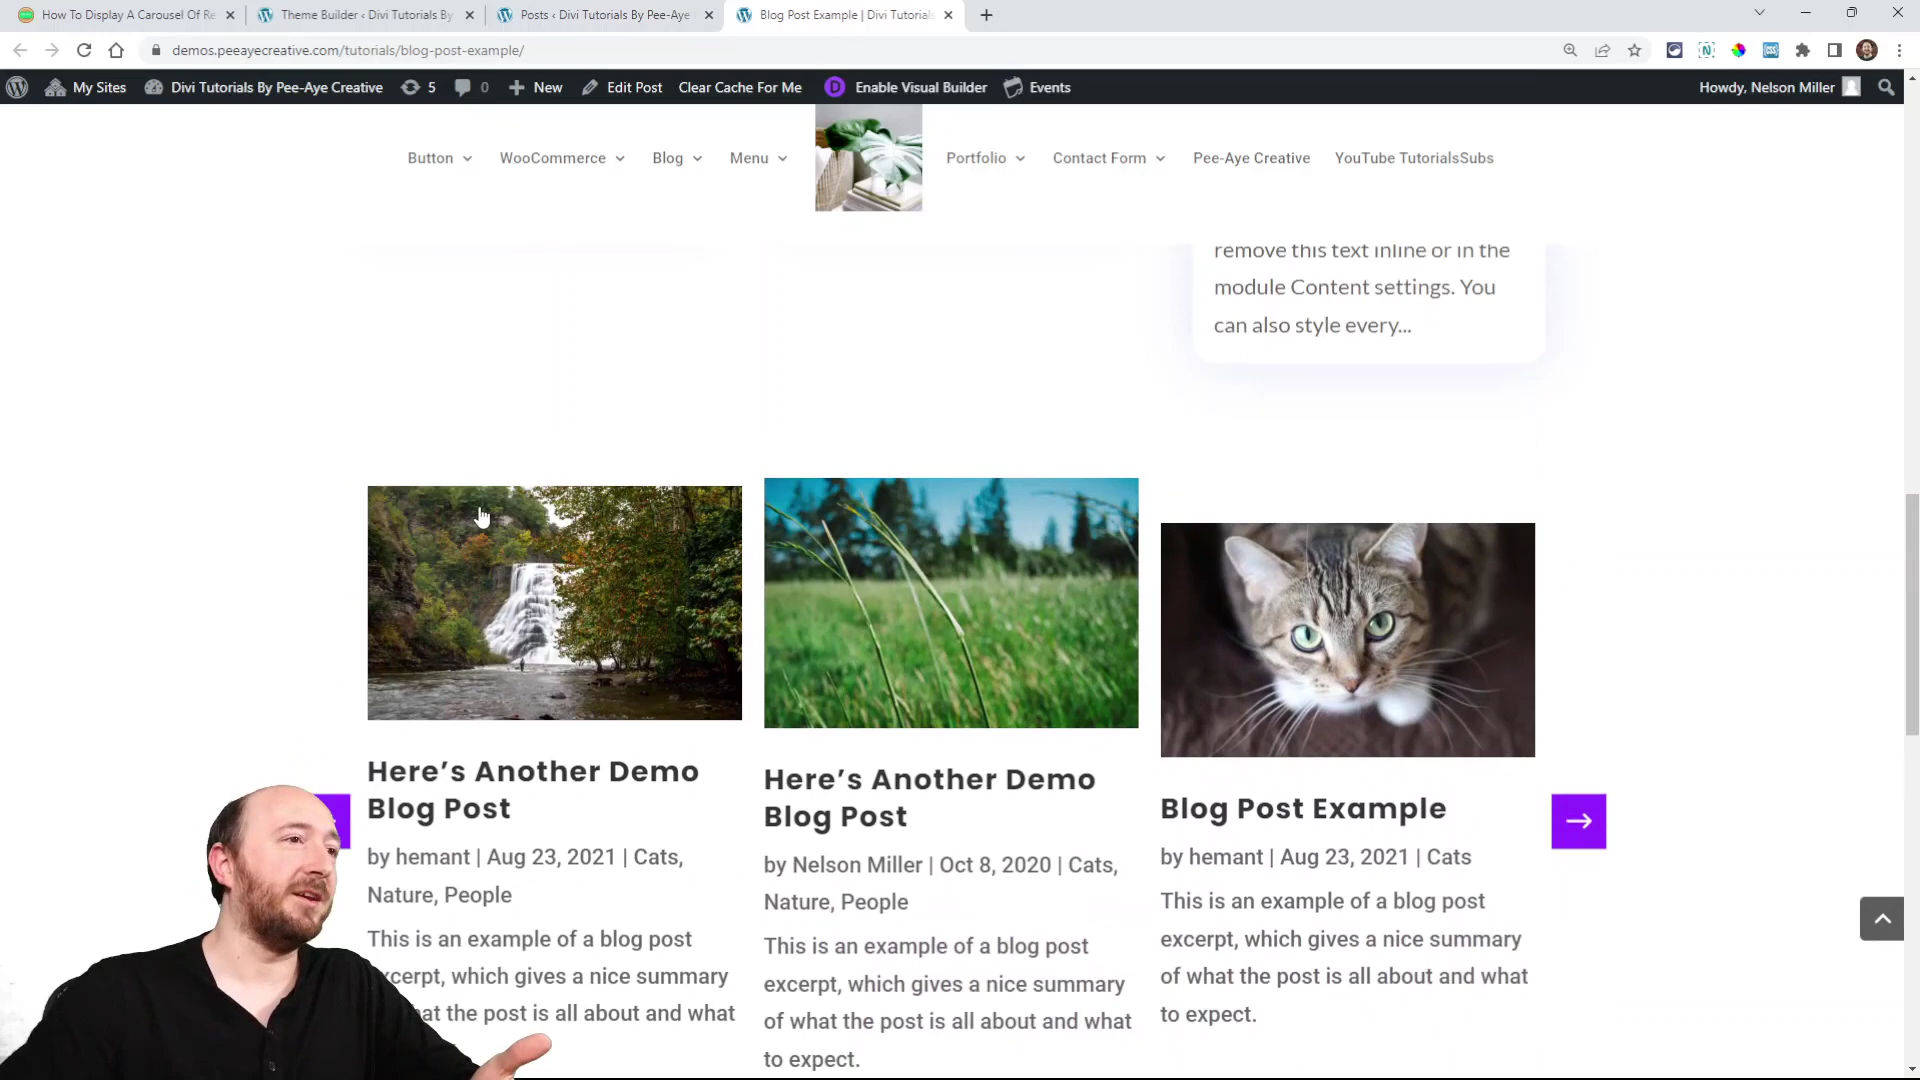 How To Display A Carousel Of Re
Theme Builder ‹ Divi Tutorials By
Posts ‹ Divi Tutorials By Pee-Aye
Blog Post Example | Divi Tutorials
demos.peeayecreative.com/tutorials/blog-post-example/
My Sites
Divi Tutorials By Pee-Aye Creative
5
0
New
Edit Post
Clear Cache For Me
Enable Visual Builder
Events
Howdy, Nelson Miller
Button
WooCommerce
Blog
Menu
Portfolio
Contact Form
Pee-Aye Creative
YouTube TutorialsSubs
remove this text inline or in the
module Content settings. You
can also style every...
Here's Another Demo
Blog Post
by hemant | Aug 23, 2021 | Cats,
Nature, People
This is an example of a blog post
excerpt, which gives a nice summary
what the post is all about and what
Here's Another Demo
Blog Post
by Nelson Miller | Oct 8, 2020 | Cats,
Nature, People
This is an example of a blog post
excerpt, which gives a nice summary
of what the post is all about and what
to expect.
Blog Post Example
by hemant | Aug 23, 2021 | Cats
This is an example of a blog post
excerpt, which gives a nice summary
of what the post is all about and what
to expect.